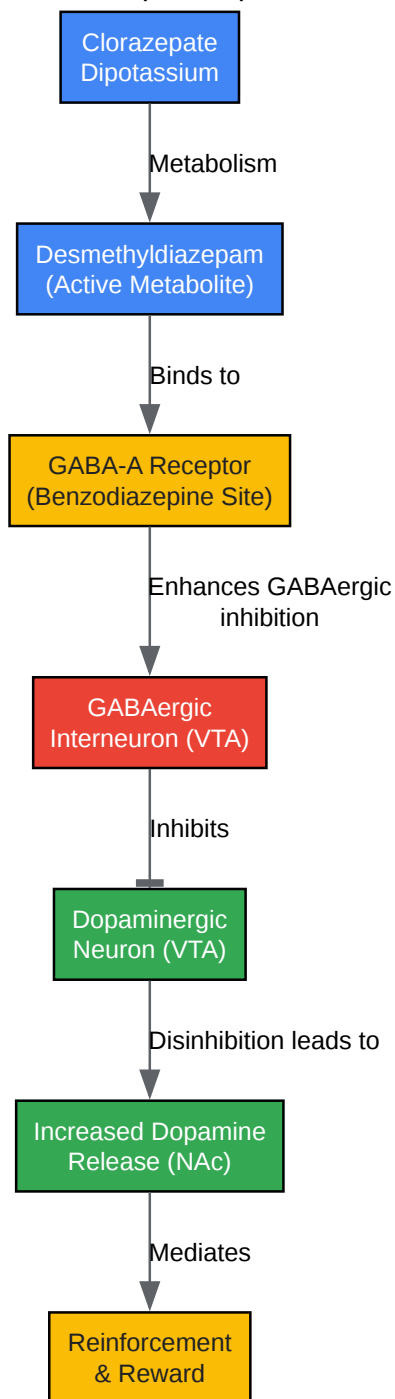 Clorazepate
Dipotassium
Metabolism
Desmethyldiazepam
(Active Metabolite)
Binds to
GABA-A Receptor
(Benzodiazepine Site)
Enhances GABAergic
inhibition
GABAergic
Interneuron (VTA)
Inhibits
Dopaminergic
Neuron (VTA)
Disinhibition leads to
Increased Dopamine
Release (NAc)
Mediates
Reinforcement
& Reward